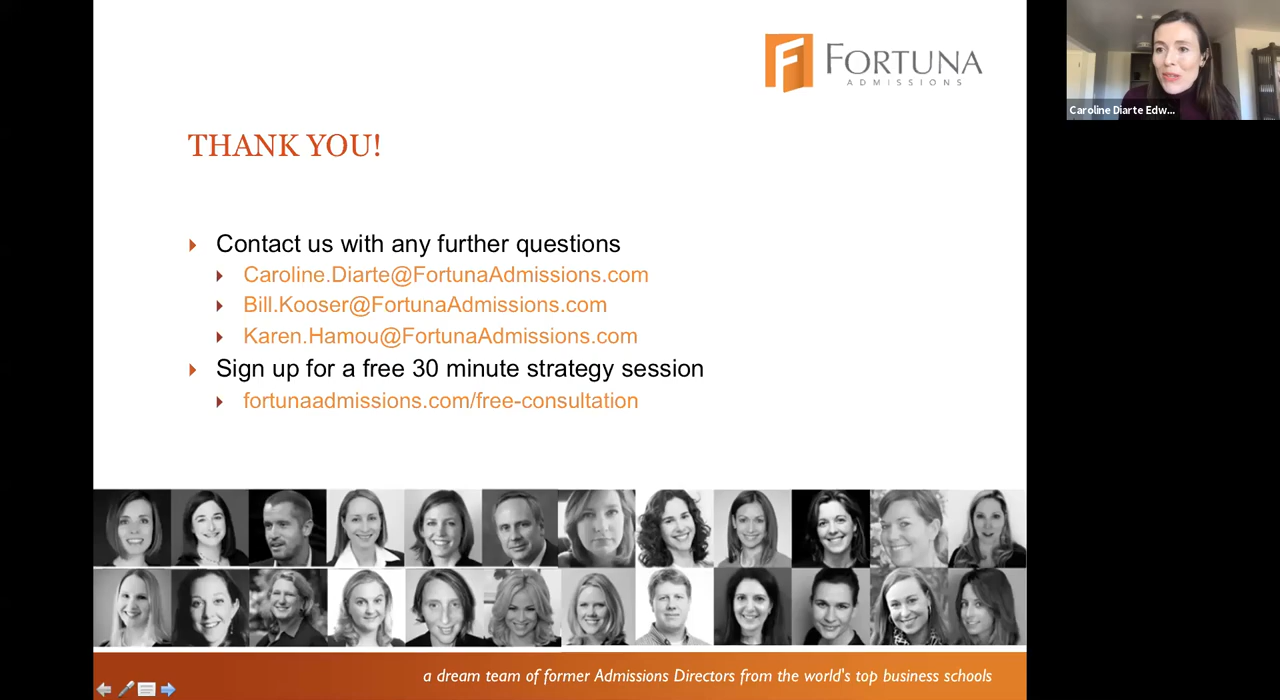 FORTUNA
ADMISSIONS
Caroline Diarte Edw...
THANK YOU!
Contact us with any further questions
Caroline.Diarte@FortunaAdmissions.com
Bill.Kooser@FortunaAdmissions.com
Karen.Hamou@FortunaAdmissions.com
Sign up for a free 30 minute strategy session
fortunaadmissions.com/free-consultation
a dream team of former Admissions Directors from the world's top business schools